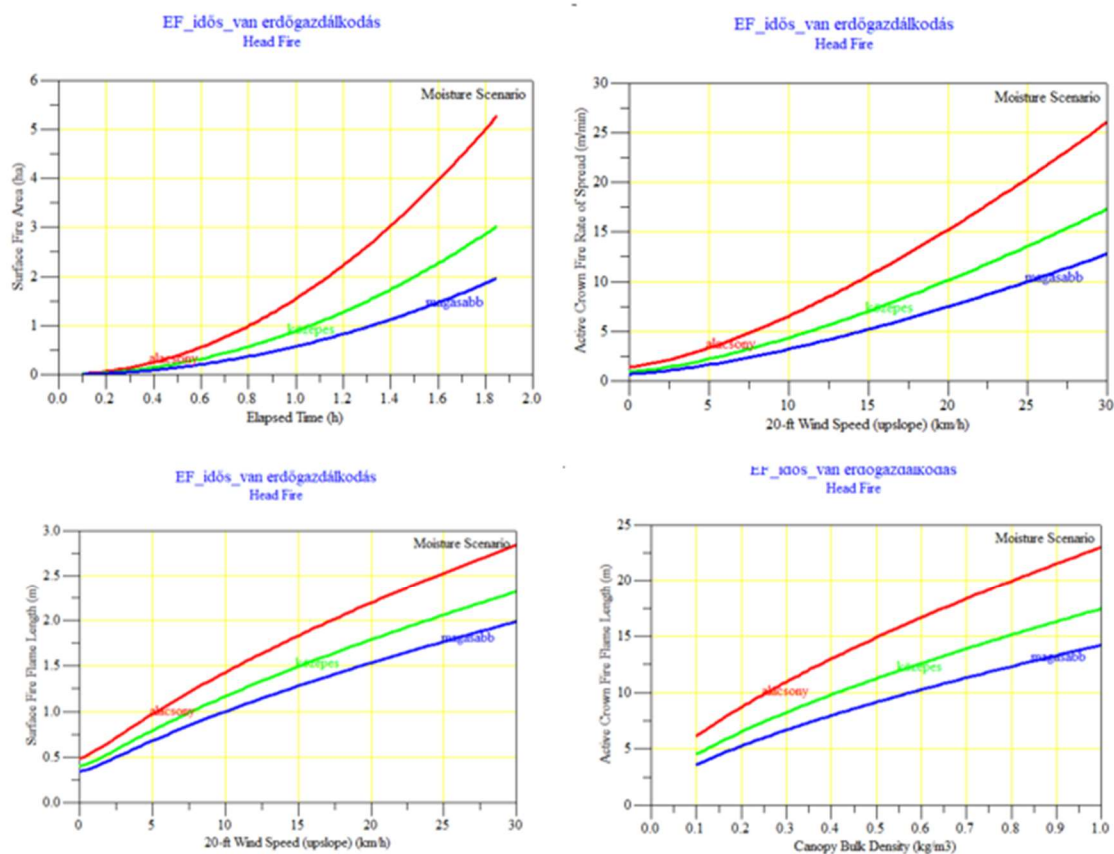 EF_idős_van erdőgazdálkodás
Head Fire
Moisture Scenario
Surface Fire Area (ha)
6
5
4
3
2
1
0
magasabb
közepes
alacsony
0.0 0.2 0.4 0.6 0.8 1.0 1.2 1.4 1.6 1.8 2.0
Elapsed Time (h)
EF_idős_van erdőgazdálkodás
Head Fire
Moisture Scenario
Active Crown Fire Rate of Spread (m/min)
30
25
20
15
10
5
0
magasabb
közepes
alacsony
0 5 10 15 20 25 30
20-ft Wind Speed (upslope) (km/h)
EF_idős_van erdőgazdálkodás
Head Fire
Moisture Scenario
Surface Fire Flame Length (m)
3.0
2.5
2.0
1.5
1.0
0.5
0.0
magasabb
közepes
alacsony
0 5 10 15 20 25 30
20-ft Wind Speed (upslope) (km/h)
EF_idős_van erdőgazdálkodás
Head Fire
Moisture Scenario
Active Crown Fire Flame Length (m)
25
20
15
10
5
0
magasabb
közepes
alacsony
0.0 0.1 0.2 0.3 0.4 0.5 0.6 0.7 0.8 0.9 1.0
Canopy Bulk Density (kg/m3)